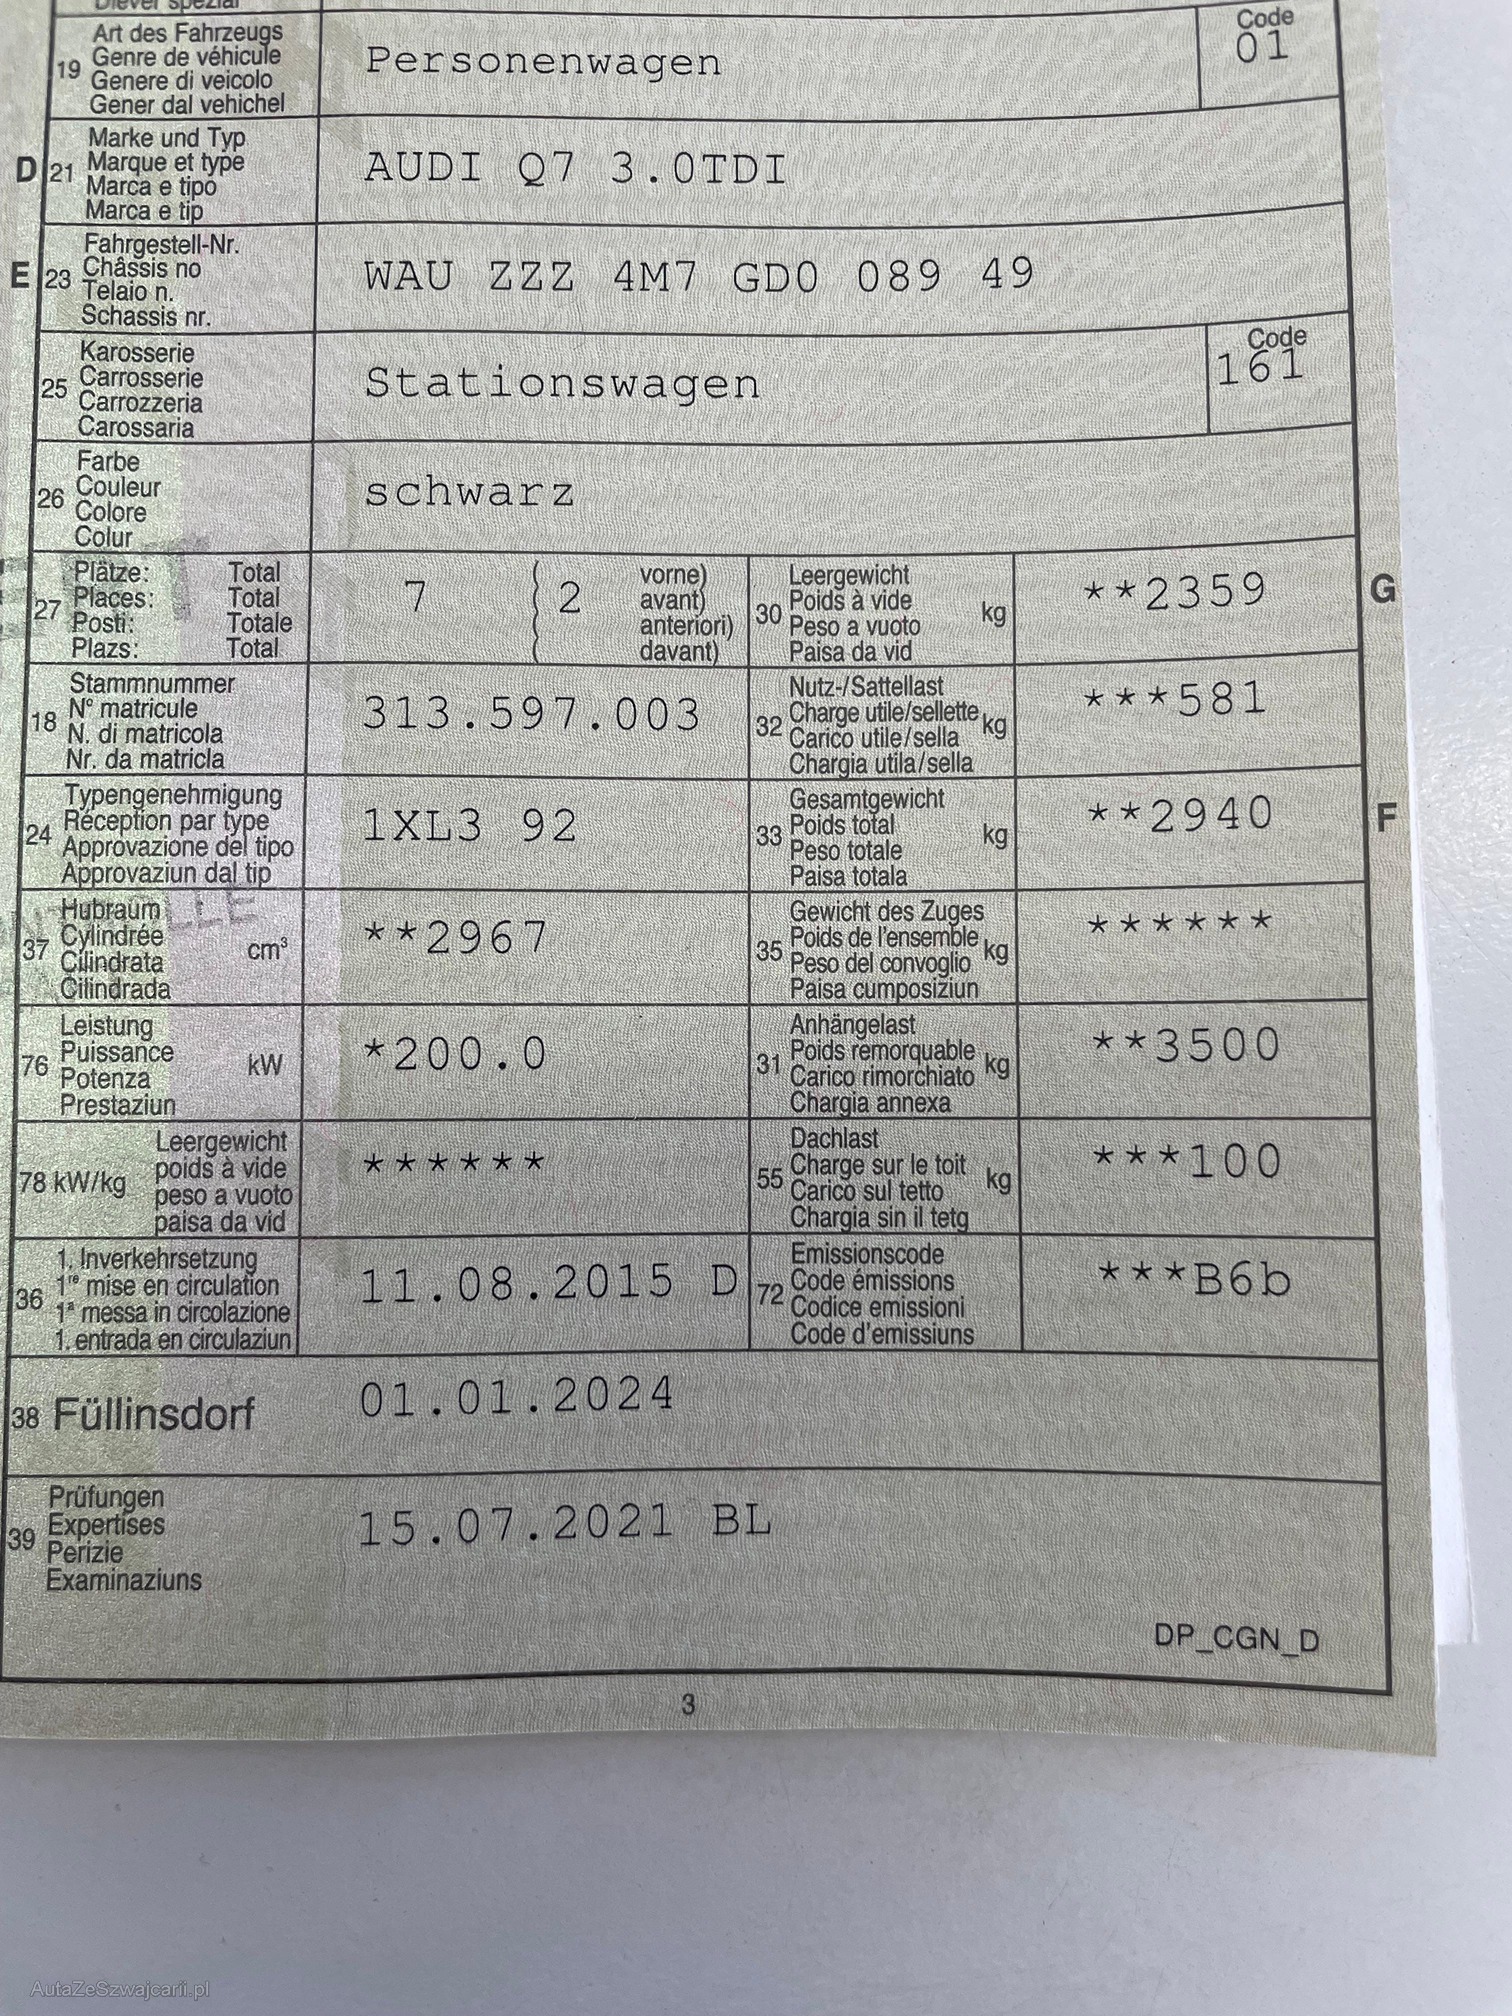 Diever spezial
19 Art des Fahrzeugs
Genre de véhicule
Genere di veicolo
Gener dal vehichel
Personenwagen
Code
01
D 21 Marke und Typ
Marque et type
Marca e tipo
Marca e tip
AUDI Q7 3.0TDI
E 23 Fahrgestell-Nr.
Châssis no
Telaio n.
Schassis nr.
WAU ZZZ 4M7 GD0 089 49
25 Karosserie
Carrosserie
Carrozzeria
Carossaria
Stationswagen
Code
161
26 Farbe
Couleur
Colore
Colur
schwarz
27 Plätze: Total
Places: Total
Posti: Totale
Plazs: Total
7 2
vorne)
avant)
anteriori)
davant)
30 Leergewicht
Poids à vide
Peso a vuoto
Paisa da vid
kg
**2359
G
18 Stammnummer
N° matricule
N. di matricola
Nr. da matricla
313.597.003
32 Nutz-/Sattellast
Charge utile/sellette
Carico utile/sella
Chargia utila/sella
kg
***581
24 Typengenehmigung
Réception par type
Approvazione del tipo
Approvaziun dal tip
1XL3 92
33 Gesamtgewicht
Poids total
Peso totale
Paisa totala
kg
**2940
F
37 Hubraum
Cylindrée
Cilindrata
Cilindrada
cm³
**2967
35 Gewicht des Zuges
Poids de l'ensemble
Peso del convoglio
Paisa cumposiziun
kg
******
76 Leistung
Puissance
Potenza
Prestaziun
kW
*200.0
31 Anhängelast
Poids remorquable
Carico rimorchiato
Chargia annexa
kg
**3500
78 kW/kg
Leergewicht
poids à vide
peso a vuoto
paisa da vid
******
55 Dachlast
Charge sur le toit
Carico sul tetto
Chargia sin il tetg
kg
***100
36 1. Inverkehrsetzung
1re mise en circulation
1a messa in circolazione
1. entrada en circulaziun
11.08.2015 D
72 Emissionscode
Code émissions
Codice emissioni
Code d'emissiuns
***B6b
38 Füllinsdorf
01.01.2024
39 Prüfungen
Expertises
Perizie
Examinaziuns
15.07.2021 BL
DP_CGN_D
3
AutaZeSzwajcarii.pl